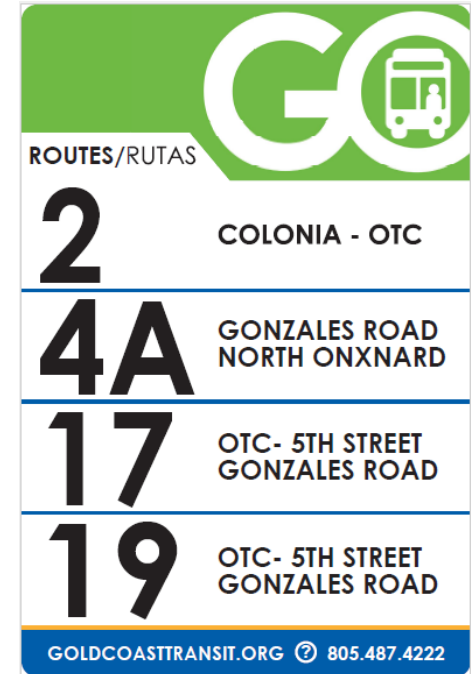 GO
ROUTES/RUTAS
2
COLONIA - OTC
4A
GONZALES ROAD
NORTH ONXNARD
17
OTC- 5TH STREET
GONZALES ROAD
19
OTC- 5TH STREET
GONZALES ROAD
GOLDCOASTTRANSIT.ORG ? 805.487.4222